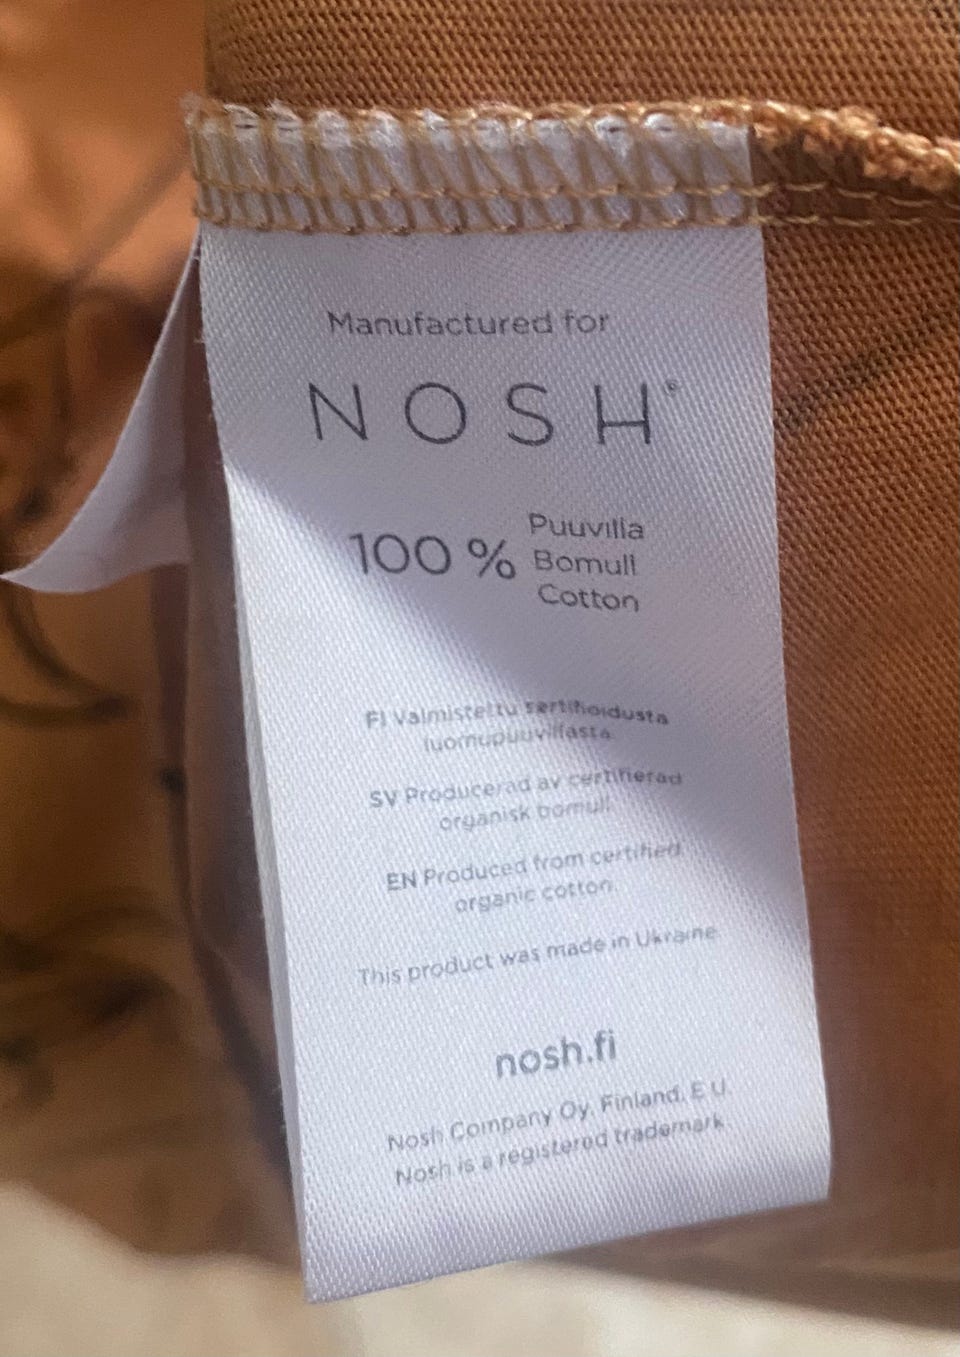 Manufactured for
NOSH®
100 % Puuvilla
Bomull
Cotton
FI Valmistettu sertifioidusta
luomupuuvillasta.
SV Producerad av certifierad
organisk bomull.
EN Produced from certified
organic cotton.
This product was made in Ukraine
nosh.fi
Nosh Company Oy, Finland, E.U.
Nosh is a registered trademark.